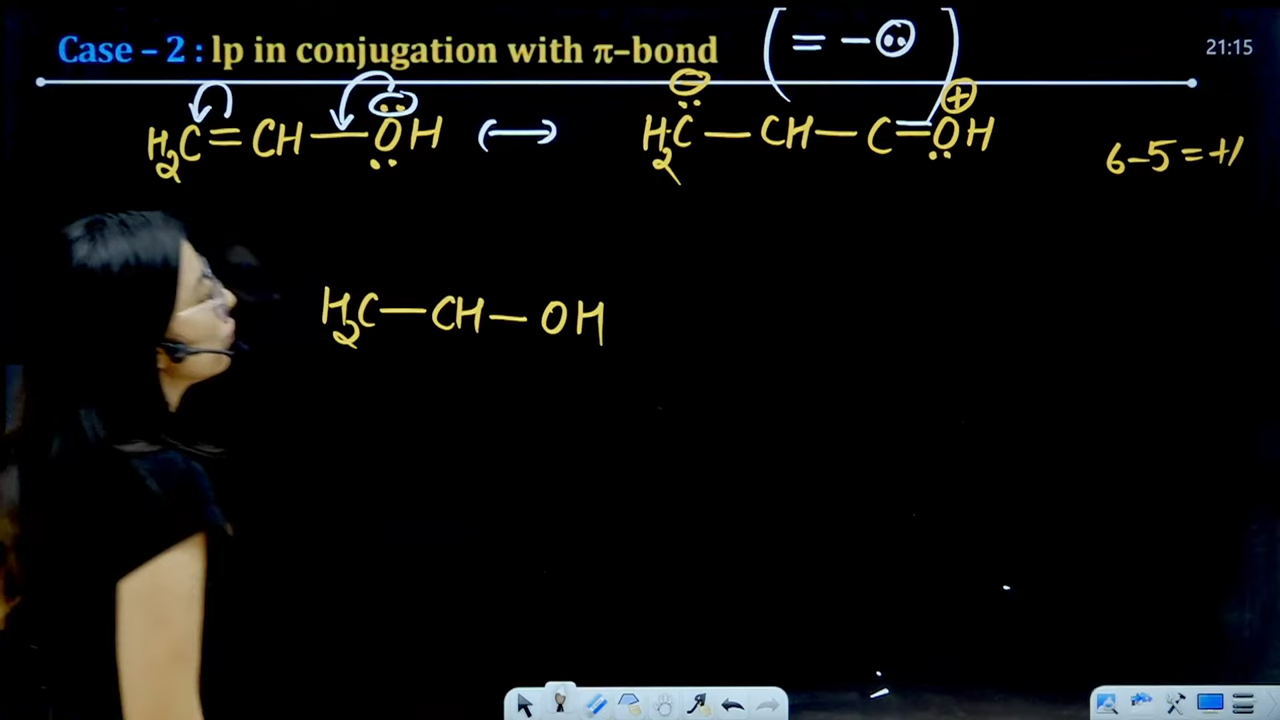 Case – 2 : lp in conjugation with π–bond (= –⊙̈)
21:15
H₂C=CH—ÖH ⟷ H₂C̈⊖—CH—C=ÖH⊕
6-5=+1
H₂C—CH—OH